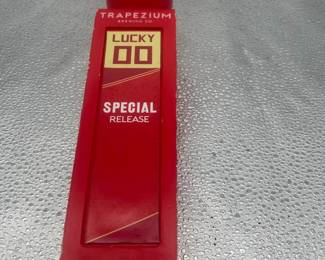 TRAPEZIUM
BREWING CO.
LUCKY
00
SPECIAL
RELEASE